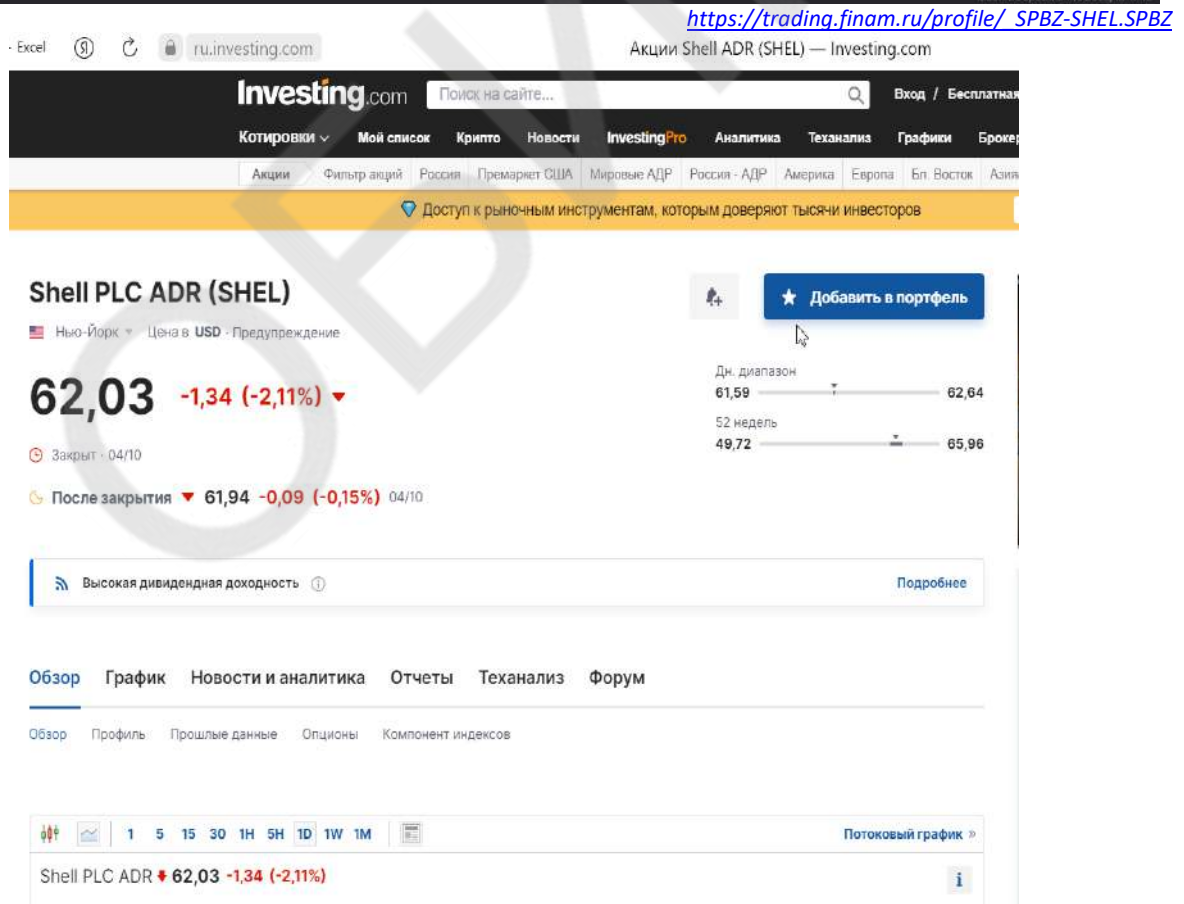 https://trading.finam.ru/profile/_SPBZ-SHEL.SPBZ
- Excel ru.investing.com Акции Shell ADR (SHEL) — Investing.com
Investing.com Поиск на сайте... Вход / Бесплатная
Котировки Мой список Крипто Новости InvestingPro Аналитика Теханализ Графики Брокер
Акции Фильтр акций Россия Премаркет США Мировые АДР Россия - АДР Америка Европа Бл. Восток Азия
Доступ к рыночным инструментам, которым доверяют тысячи инвесторов
Shell PLC ADR (SHEL)
Добавить в портфель
Нью-Йорк Цена в USD · Предупреждение
Дн. диапазон
62,03 -1,34 (-2,11%)
61,59 62,64
52 недель
49,72 65,96
Закрыт · 04/10
После закрытия 61,94 -0,09 (-0,15%) 04/10
Высокая дивидендная доходность Подробнее
Обзор График Новости и аналитика Отчеты Теханализ Форум
Обзор Профиль Прошлые данные Опционы Компонент индексов
1 5 15 30 1H 5H 1D 1W 1M Потоковый график »
Shell PLC ADR 62,03 -1,34 (-2,11%) i